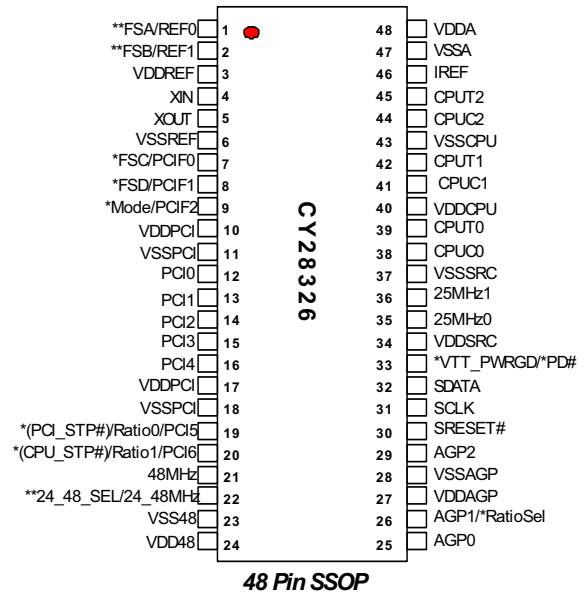 **FSA/REF0 1 48 VDDA
**FSB/REF1 2 47 VSSA
VDDREF 3 46 IREF
XIN 4 45 CPUT2
XOUT 5 44 CPUC2
VSSREF 6 43 VSSCPU
*FSC/PCIF0 7 42 CPUT1
*FSD/PCIF1 8 41 CPUC1
*Mode/PCIF2 9 40 VDDCPU
VDDPCI 10 39 CPUT0
VSSPCI 11 38 CPUC0
PCI0 12 37 VSSSRC
PCI1 13 36 25MHz1
PCI2 14 35 25MHz0
PCI3 15 34 VDDSRC
PCI4 16 33 *VTT_PWRGD/*PD#
VDDPCI 17 32 SDATA
VSSPCI 18 31 SCLK
*(PCI_STP#)/Ratio0/PCI5 19 30 SRESET#
*(CPU_STP#)/Ratio1/PCI6 20 29 AGP2
48MHz 21 28 VSSAGP
**24_48_SEL/24_48MHz 22 27 VDDAGP
VSS48 23 26 AGP1/*RatioSel
VDD48 24 25 AGP0
CY28326
48 Pin SSOP